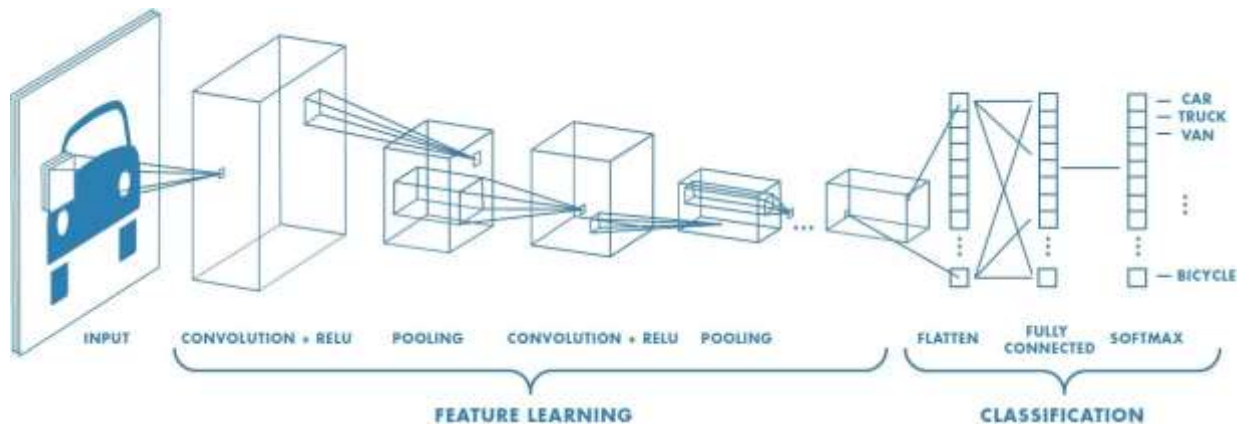 CAR
TRUCK
VAN
BICYCLE
INPUT
CONVOLUTION + RELU
POOLING
CONVOLUTION + RELU
POOLING
FLATTEN
FULLY
CONNECTED
SOFTMAX
FEATURE LEARNING
CLASSIFICATION